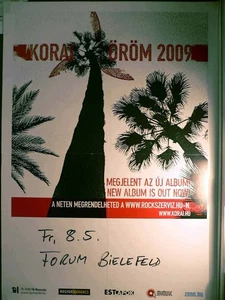 KORAI ÖRÖM 2009
MEGJELENT AZ ÚJ ALBUM!
NEW ALBUM IS OUT NOW!
A NETEN MEGRENDELHETED A WWW.ROCKSZERVIZ.HU-N.
WWW.KORAI.HU
Fr, 8.5.
FORUM BIELEFELD